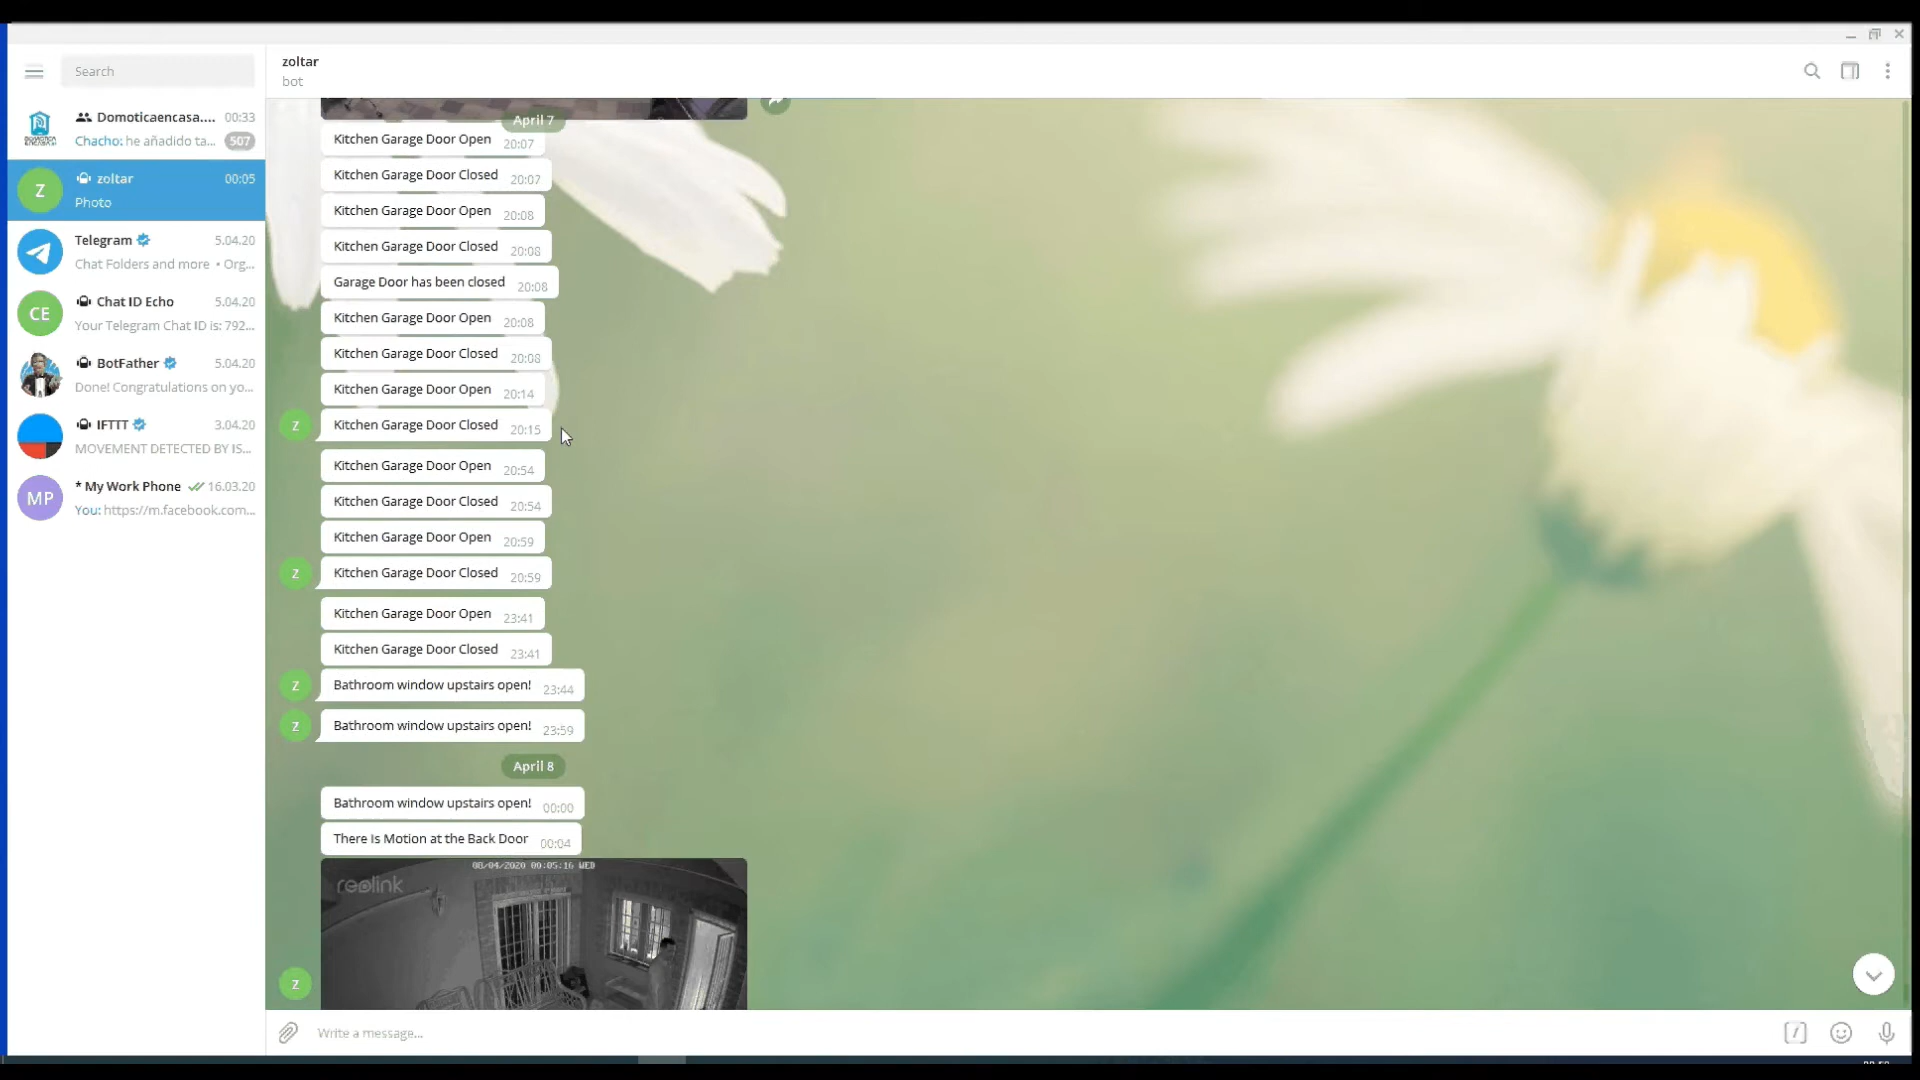 Search
Domoticaencasa....
00:33
Chacho: he añadido ta...
507
Z
zoltar
00:05
Photo
Telegram
5.04.20
Chat Folders and more • Org...
CE
Chat ID Echo
5.04.20
Your Telegram Chat ID is: 792...
BotFather
5.04.20
Done! Congratulations on yo...
IFTTT
3.04.20
MOVEMENT DETECTED BY IS...
MP
* My Work Phone
16.03.20
You: https://m.facebook.com...
zoltar
bot
April 7
Kitchen Garage Door Open 20:07
Kitchen Garage Door Closed 20:07
Kitchen Garage Door Open 20:08
Kitchen Garage Door Closed 20:08
Garage Door has been closed 20:08
Kitchen Garage Door Open 20:08
Kitchen Garage Door Closed 20:08
Kitchen Garage Door Open 20:14
Z
Kitchen Garage Door Closed 20:15
Kitchen Garage Door Open 20:54
Kitchen Garage Door Closed 20:54
Kitchen Garage Door Open 20:59
Z
Kitchen Garage Door Closed 20:59
Kitchen Garage Door Open 23:41
Kitchen Garage Door Closed 23:41
Z
Bathroom window upstairs open! 23:44
Z
Bathroom window upstairs open! 23:59
April 8
Bathroom window upstairs open! 00:00
There is Motion at the Back Door 00:04
08/04/2020 00:05:16 WED
reolink
Z
Write a message...